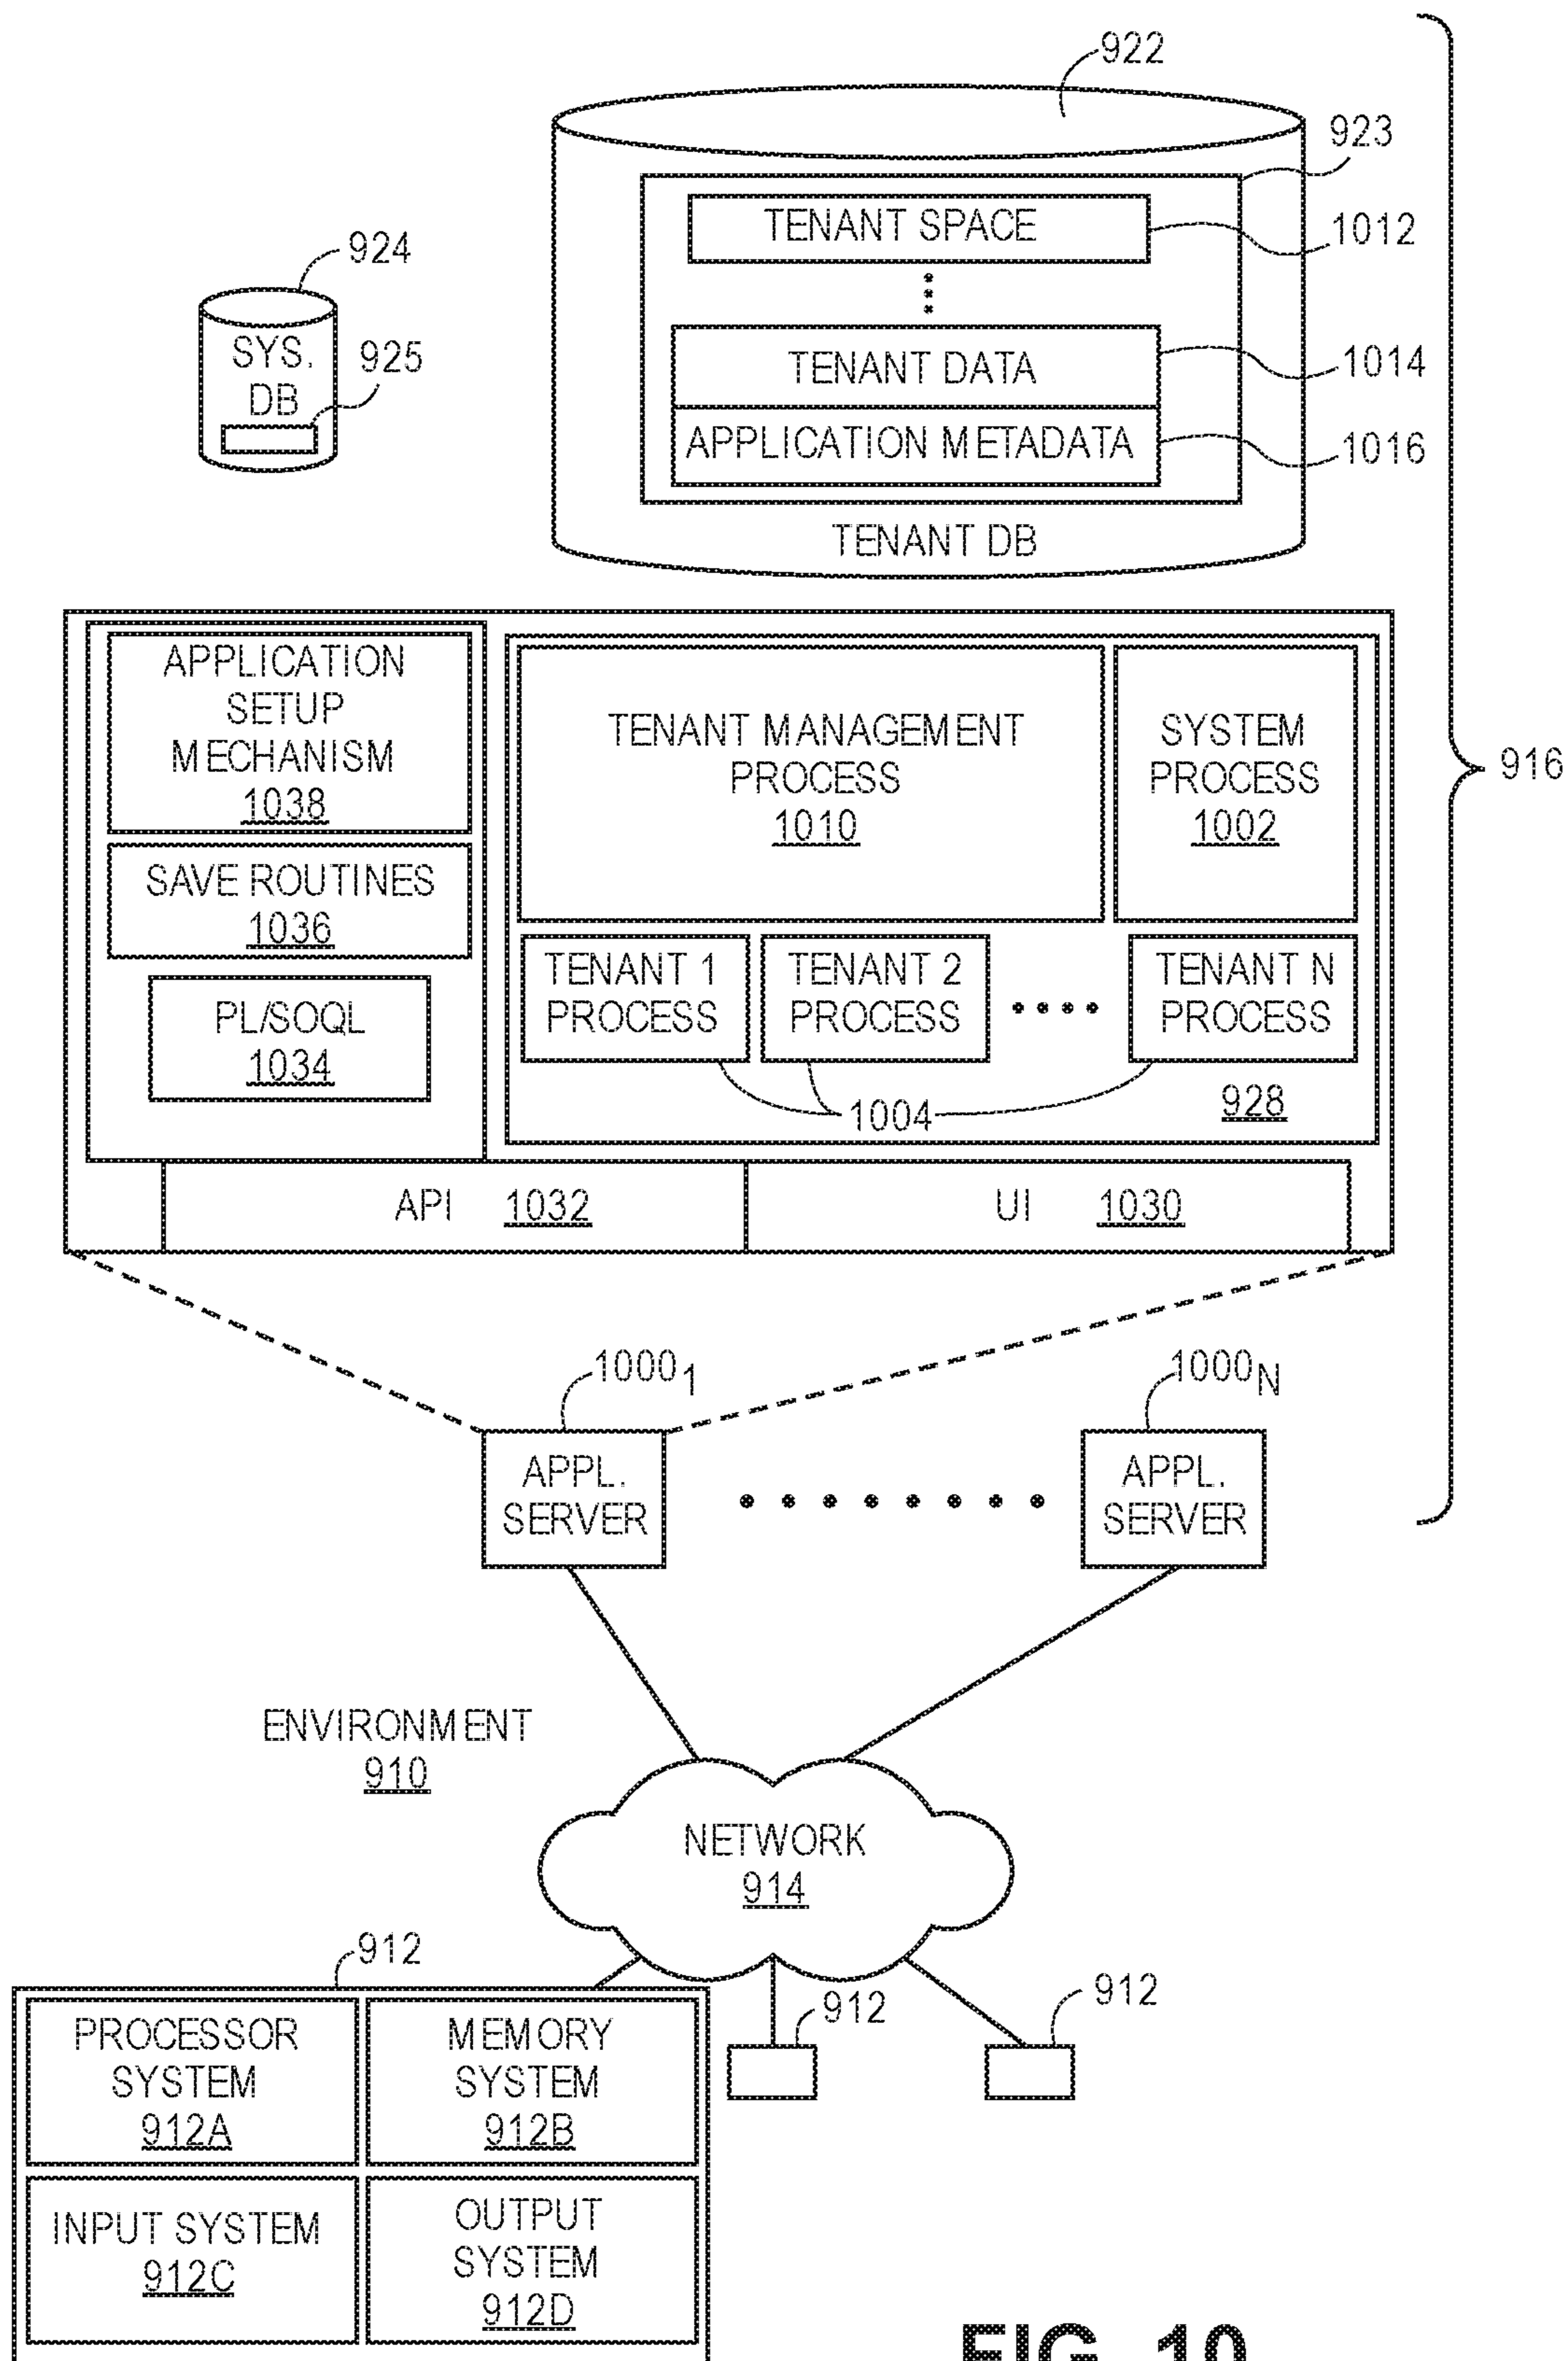 922
923
TENANT SPACE
1012
924
SYS.
DB
925
TENANT DATA
1014
APPLICATION METADATA
1016
TENANT DB
916
APPLICATION
SETUP
MECHANISM
1038
SAVE ROUTINES
1036
PL/SOQL
1034
TENANT MANAGEMENT
PROCESS
1010
SYSTEM
PROCESS
1002
TENANT 1
PROCESS
TENANT 2
PROCESS
TENANT N
PROCESS
1004
928
API 1032
UI 1030
1000₁
1000N
APPL.
SERVER
APPL.
SERVER
ENVIRONMENT
910
NETWORK
914
912
912
912
PROCESSOR
SYSTEM
912A
MEMORY
SYSTEM
912B
INPUT SYSTEM
912C
OUTPUT
SYSTEM
912D
FIG. 10